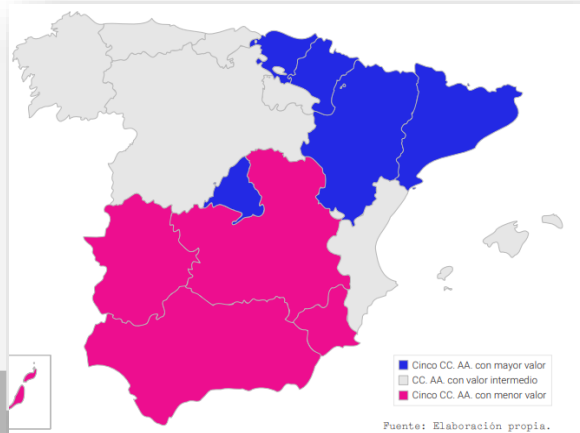 Cinco CC. AA. con mayor valor
CC. AA. con valor intermedio
Cinco CC. AA. con menor valor
Fuente: Elaboración propia.